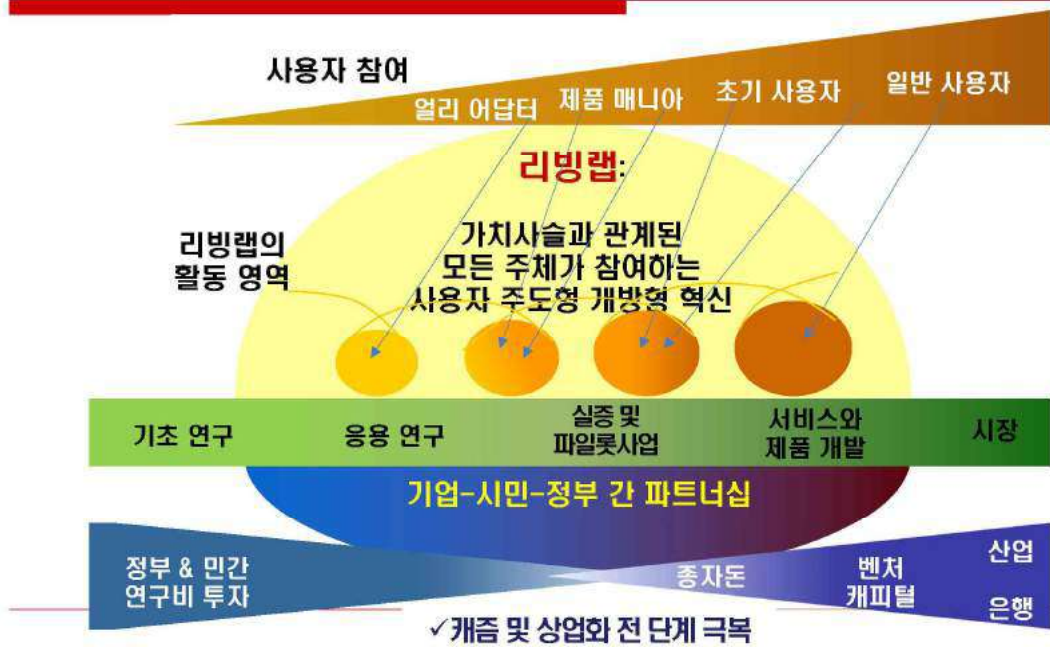 사용자 참여
얼리 어답터
제품 매니아
초기 사용자
일반 사용자
리빙랩:
리빙랩의
활동 영역
가치사슬과 관계된
모든 주체가 참여하는
사용자 주도형 개방형 혁신
기초 연구
응용 연구
실증 및
파일롯사업
서비스와
제품 개발
시장
기업-시민-정부 간 파트너십
정부 & 민간
연구비 투자
종자돈
벤처
캐피털
산업
은행
✓캐즘 및 상업화 전 단계 극복